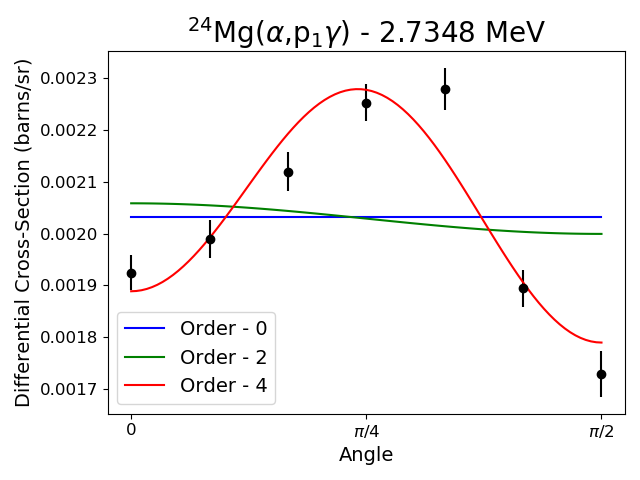 ²⁴Mg(α,p₁γ) - 2.7348 MeV
Differential Cross-Section (barns/sr)
0.0023
0.0022
0.0021
0.0020
0.0019
0.0018
0.0017
Order - 0
Order - 2
Order - 4
0
π/4
π/2
Angle